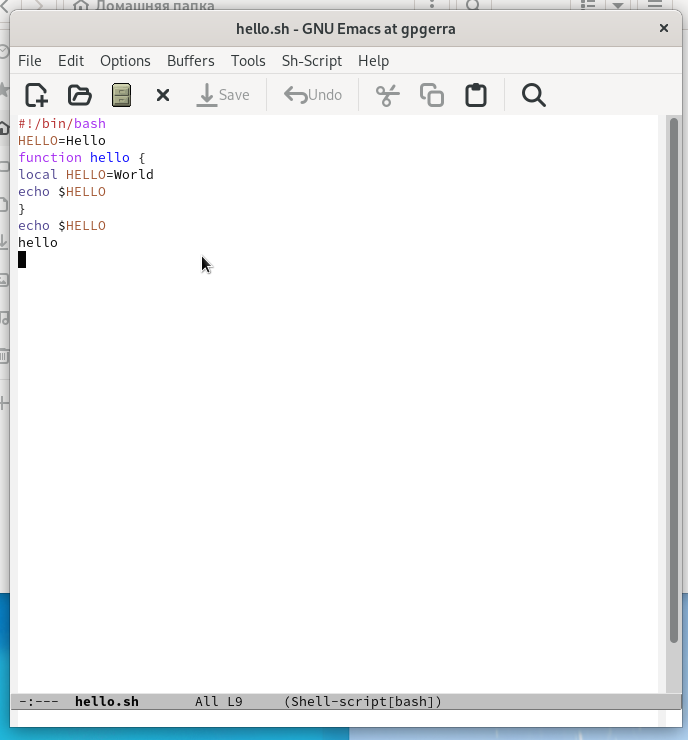 Домашняя папка
hello.sh - GNU Emacs at gpgerra
File Edit Options Buffers Tools Sh-Script Help
Save Undo
#!/bin/bash
HELLO=Hello
function hello {
local HELLO=World
echo $HELLO
}
echo $HELLO
hello
-:--- hello.sh All L9 (Shell-script[bash])